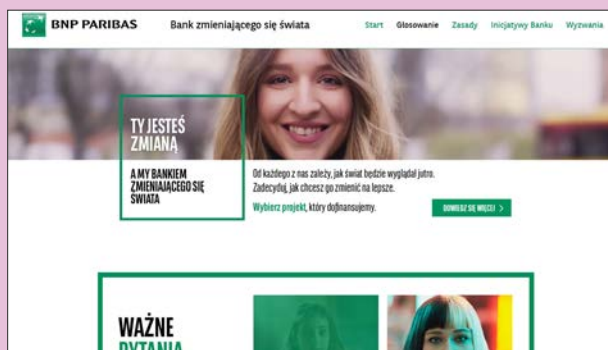 BNP PARIBAS
Bank zmieniającego się świata
Start Głosowanie Zasady Inicjatywy Banku Wyzwania
TY JESTEŚ
ZMIANĄ
A MY BANKIEM
ZMIENIAJĄCEGO SIĘ
ŚWIATA
Od każdego z nas zależy, jak świat będzie wyglądał jutro.
Zadecyduj, jak chcesz go zmienić na lepsze.
Wybierz projekt, który dofinansujemy.
DOWIEDZ SIĘ WIĘCEJ >
WAŻNE
PYTANIA